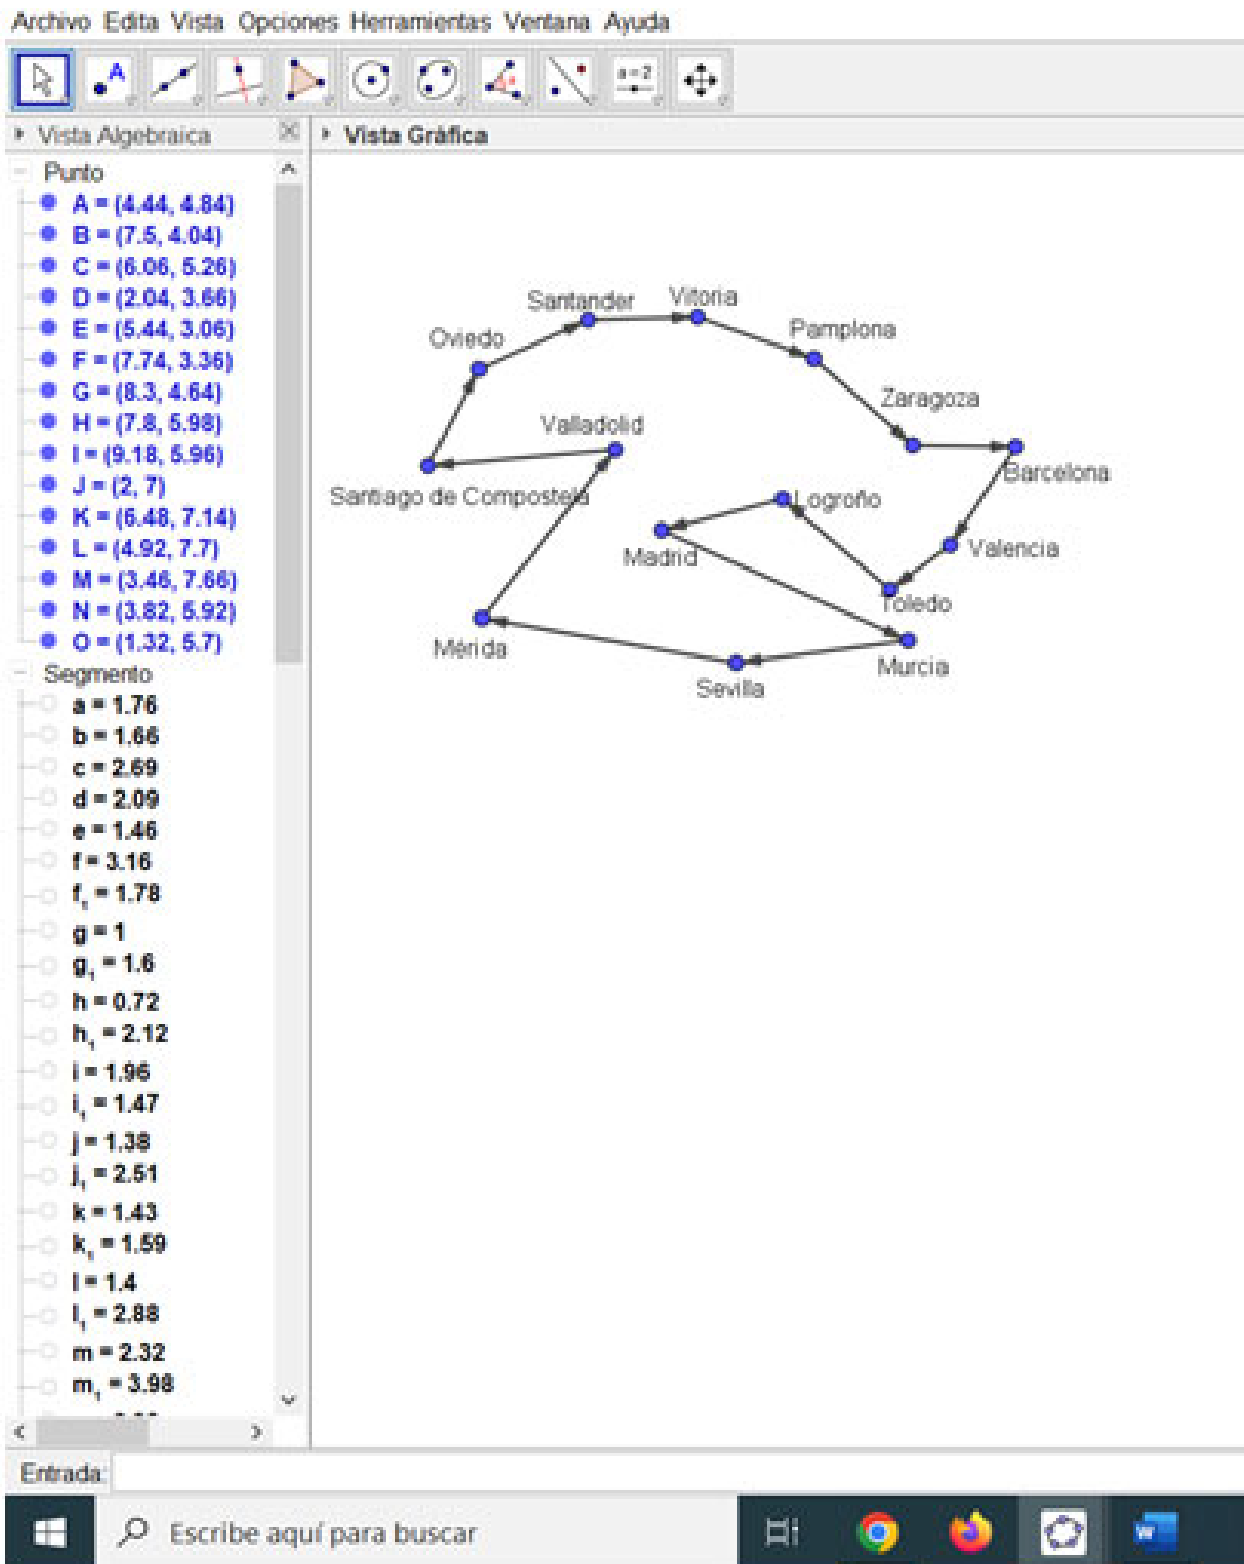 Archivo Edita Vista Opciones Herramientas Ventana Ayuda
A
a=2
Vista Algebraica
Vista Gráfica
Punto
A = (4.44, 4.84)
B = (7.5, 4.04)
C = (6.06, 5.26)
D = (2.04, 3.66)
E = (5.44, 3.06)
F = (7.74, 3.36)
G = (8.3, 4.64)
H = (7.8, 5.98)
I = (9.18, 5.96)
J = (2, 7)
K = (6.48, 7.14)
L = (4.92, 7.7)
M = (3.46, 7.66)
N = (3.82, 5.92)
O = (1.32, 5.7)
Segmento
a = 1.76
b = 1.66
c = 2.69
d = 2.09
e = 1.46
f = 3.16
f₁ = 1.78
g = 1
g₁ = 1.6
h = 0.72
h₁ = 2.12
i = 1.96
i₁ = 1.47
j = 1.38
j₁ = 2.51
k = 1.43
k₁ = 1.59
l = 1.4
l₁ = 2.88
m = 2.32
m₁ = 3.98
Santander
Vitoria
Oviedo
Pamplona
Zaragoza
Valladolid
Barcelona
Santiago de Compostela
Logroño
Madrid
Valencia
Toledo
Mérida
Murcia
Sevilla
Entrada:
Escribe aquí para buscar
W